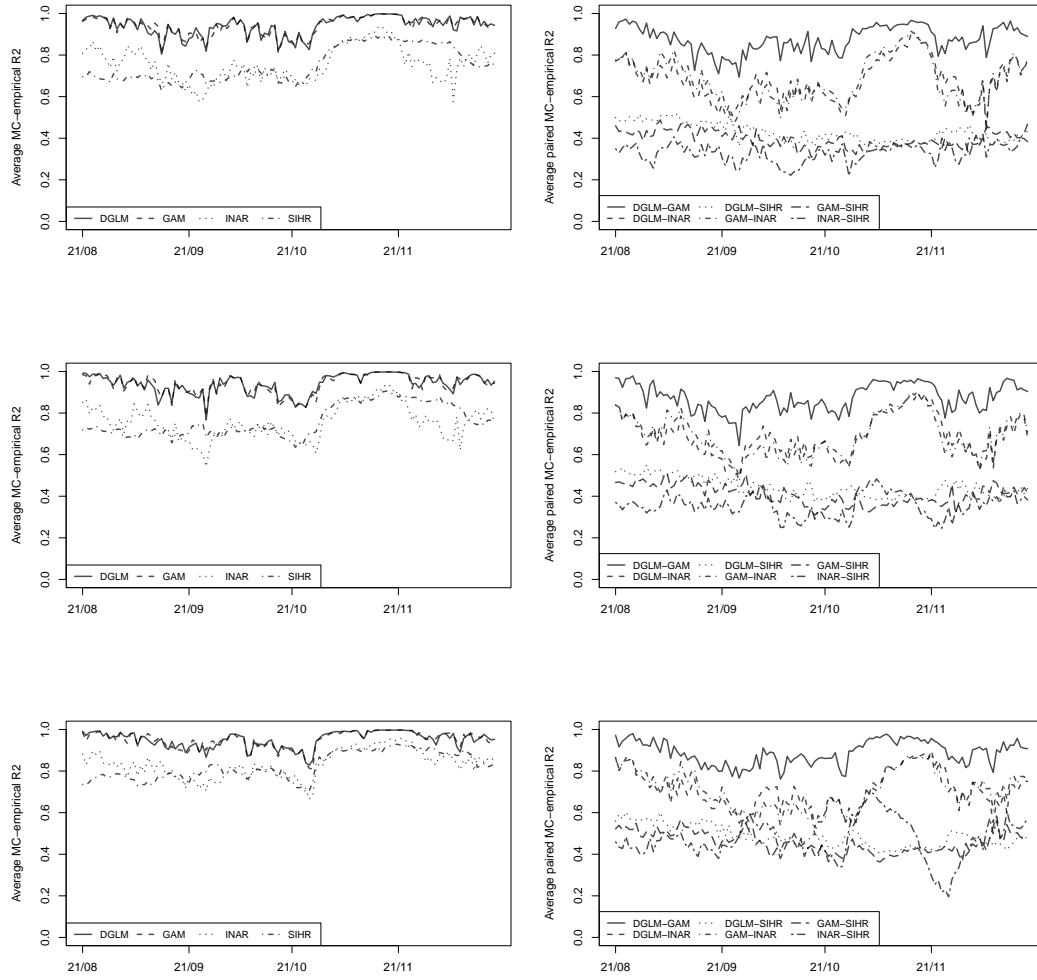 Average MC−empirical R2
0.0 0.2 0.4 0.6 0.8 1.0
DGLM GAM INAR SIHR
21/08 21/09 21/10 21/11
Average paired MC−empirical R2
0.0 0.2 0.4 0.6 0.8 1.0
DGLM−GAM DGLM−SIHR GAM−SIHR
DGLM−INAR GAM−INAR INAR−SIHR
21/08 21/09 21/10 21/11
Average MC−empirical R2
0.0 0.2 0.4 0.6 0.8 1.0
DGLM GAM INAR SIHR
21/08 21/09 21/10 21/11
Average paired MC−empirical R2
0.0 0.2 0.4 0.6 0.8 1.0
DGLM−GAM DGLM−SIHR GAM−SIHR
DGLM−INAR GAM−INAR INAR−SIHR
21/08 21/09 21/10 21/11
Average MC−empirical R2
0.0 0.2 0.4 0.6 0.8 1.0
DGLM GAM INAR SIHR
21/08 21/09 21/10 21/11
Average paired MC−empirical R2
0.0 0.2 0.4 0.6 0.8 1.0
DGLM−GAM DGLM−SIHR GAM−SIHR
DGLM−INAR GAM−INAR INAR−SIHR
21/08 21/09 21/10 21/11